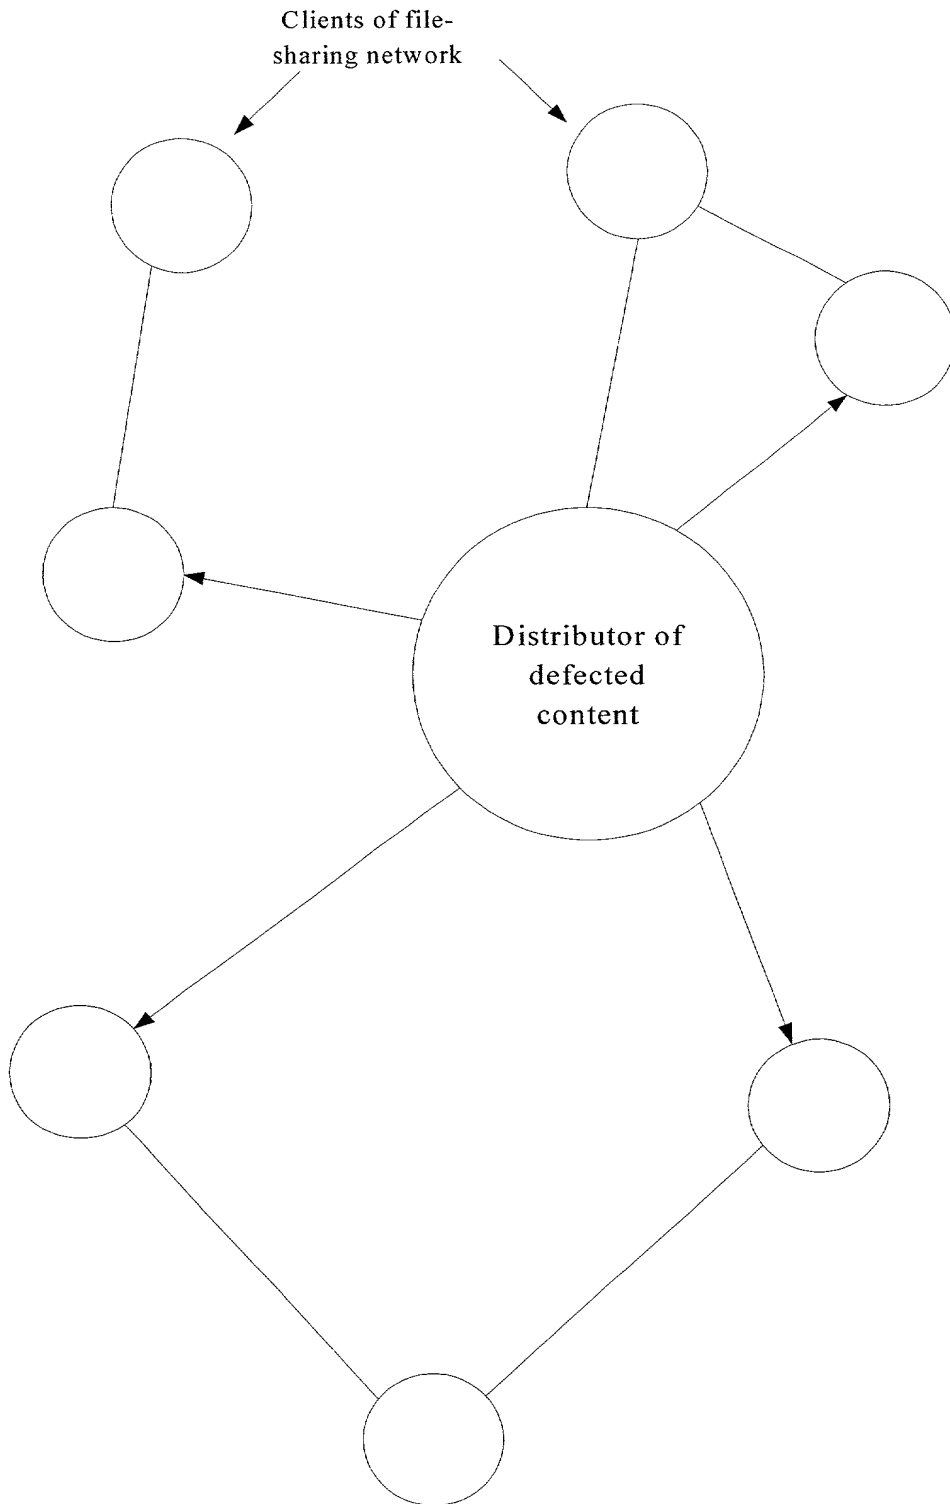 Clients of file-
sharing network
Distributor of
defected
content